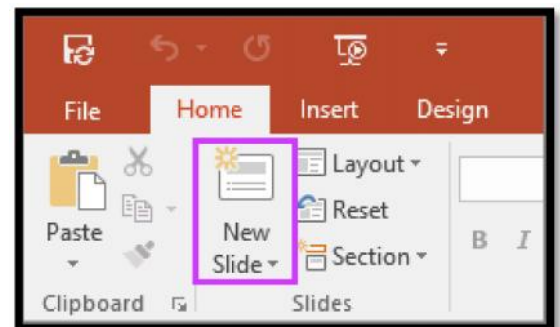 File Home Insert Design
Layout
Reset
Paste New Slide Section B I
Clipboard Slides